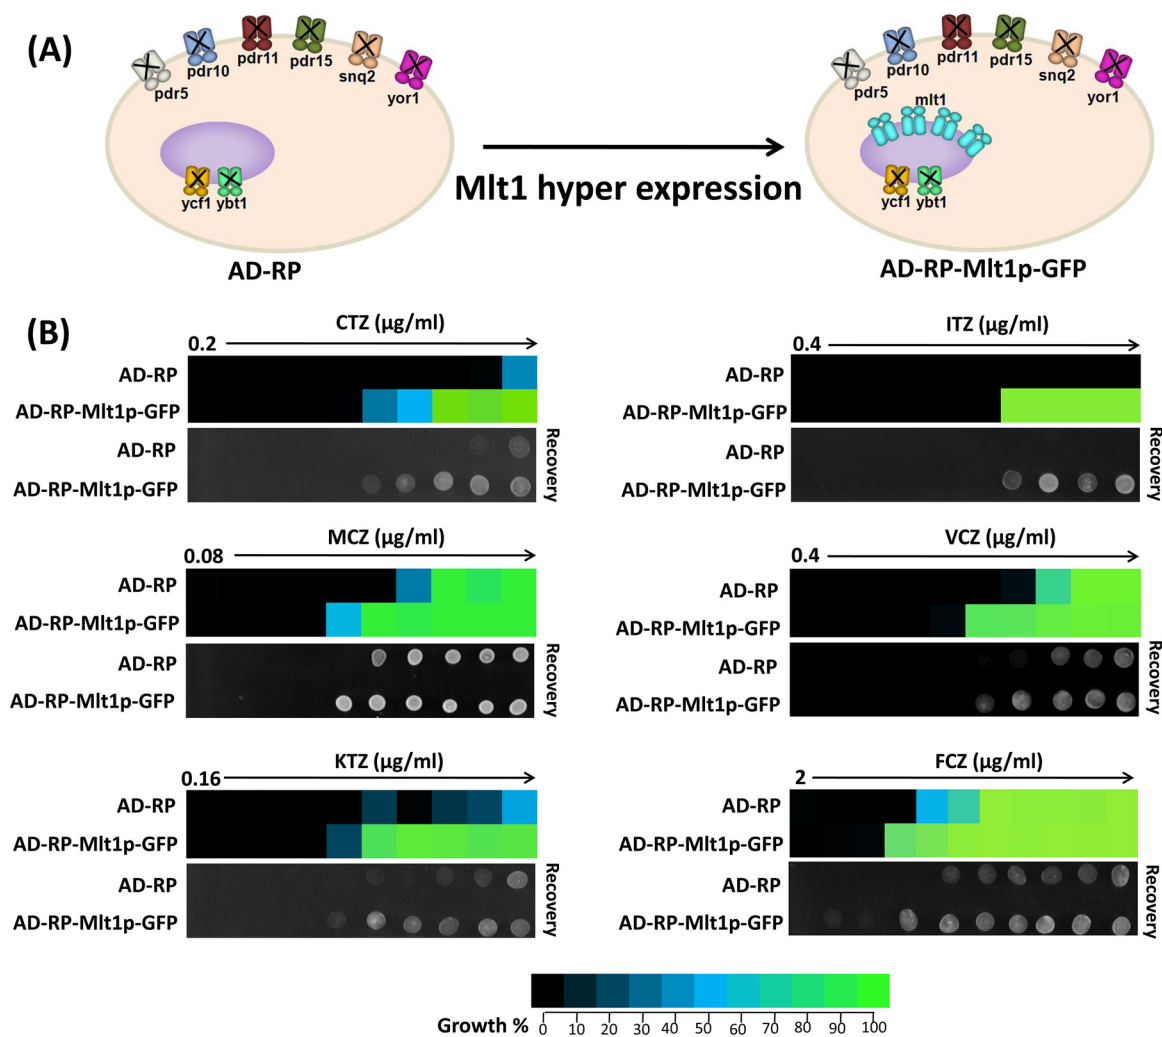 (A)
pdr5
pdr10
pdr11
pdr15
snq2
yor1
ycf1 ybt1
AD-RP
Mlt1 hyper expression
pdr5
pdr10
pdr11
pdr15
snq2
yor1
mlt1
ycf1 ybt1
AD-RP-Mlt1p-GFP
(B)
CTZ (µg/ml)
0.2
AD-RP
AD-RP-Mlt1p-GFP
AD-RP
AD-RP-Mlt1p-GFP
Recovery
ITZ (µg/ml)
0.4
AD-RP
AD-RP-Mlt1p-GFP
AD-RP
AD-RP-Mlt1p-GFP
Recovery
MCZ (µg/ml)
0.08
AD-RP
AD-RP-Mlt1p-GFP
AD-RP
AD-RP-Mlt1p-GFP
Recovery
VCZ (µg/ml)
0.4
AD-RP
AD-RP-Mlt1p-GFP
AD-RP
AD-RP-Mlt1p-GFP
Recovery
KTZ (µg/ml)
0.16
AD-RP
AD-RP-Mlt1p-GFP
AD-RP
AD-RP-Mlt1p-GFP
Recovery
FCZ (µg/ml)
2
AD-RP
AD-RP-Mlt1p-GFP
AD-RP
AD-RP-Mlt1p-GFP
Recovery
Growth % 0 10 20 30 40 50 60 70 80 90 100